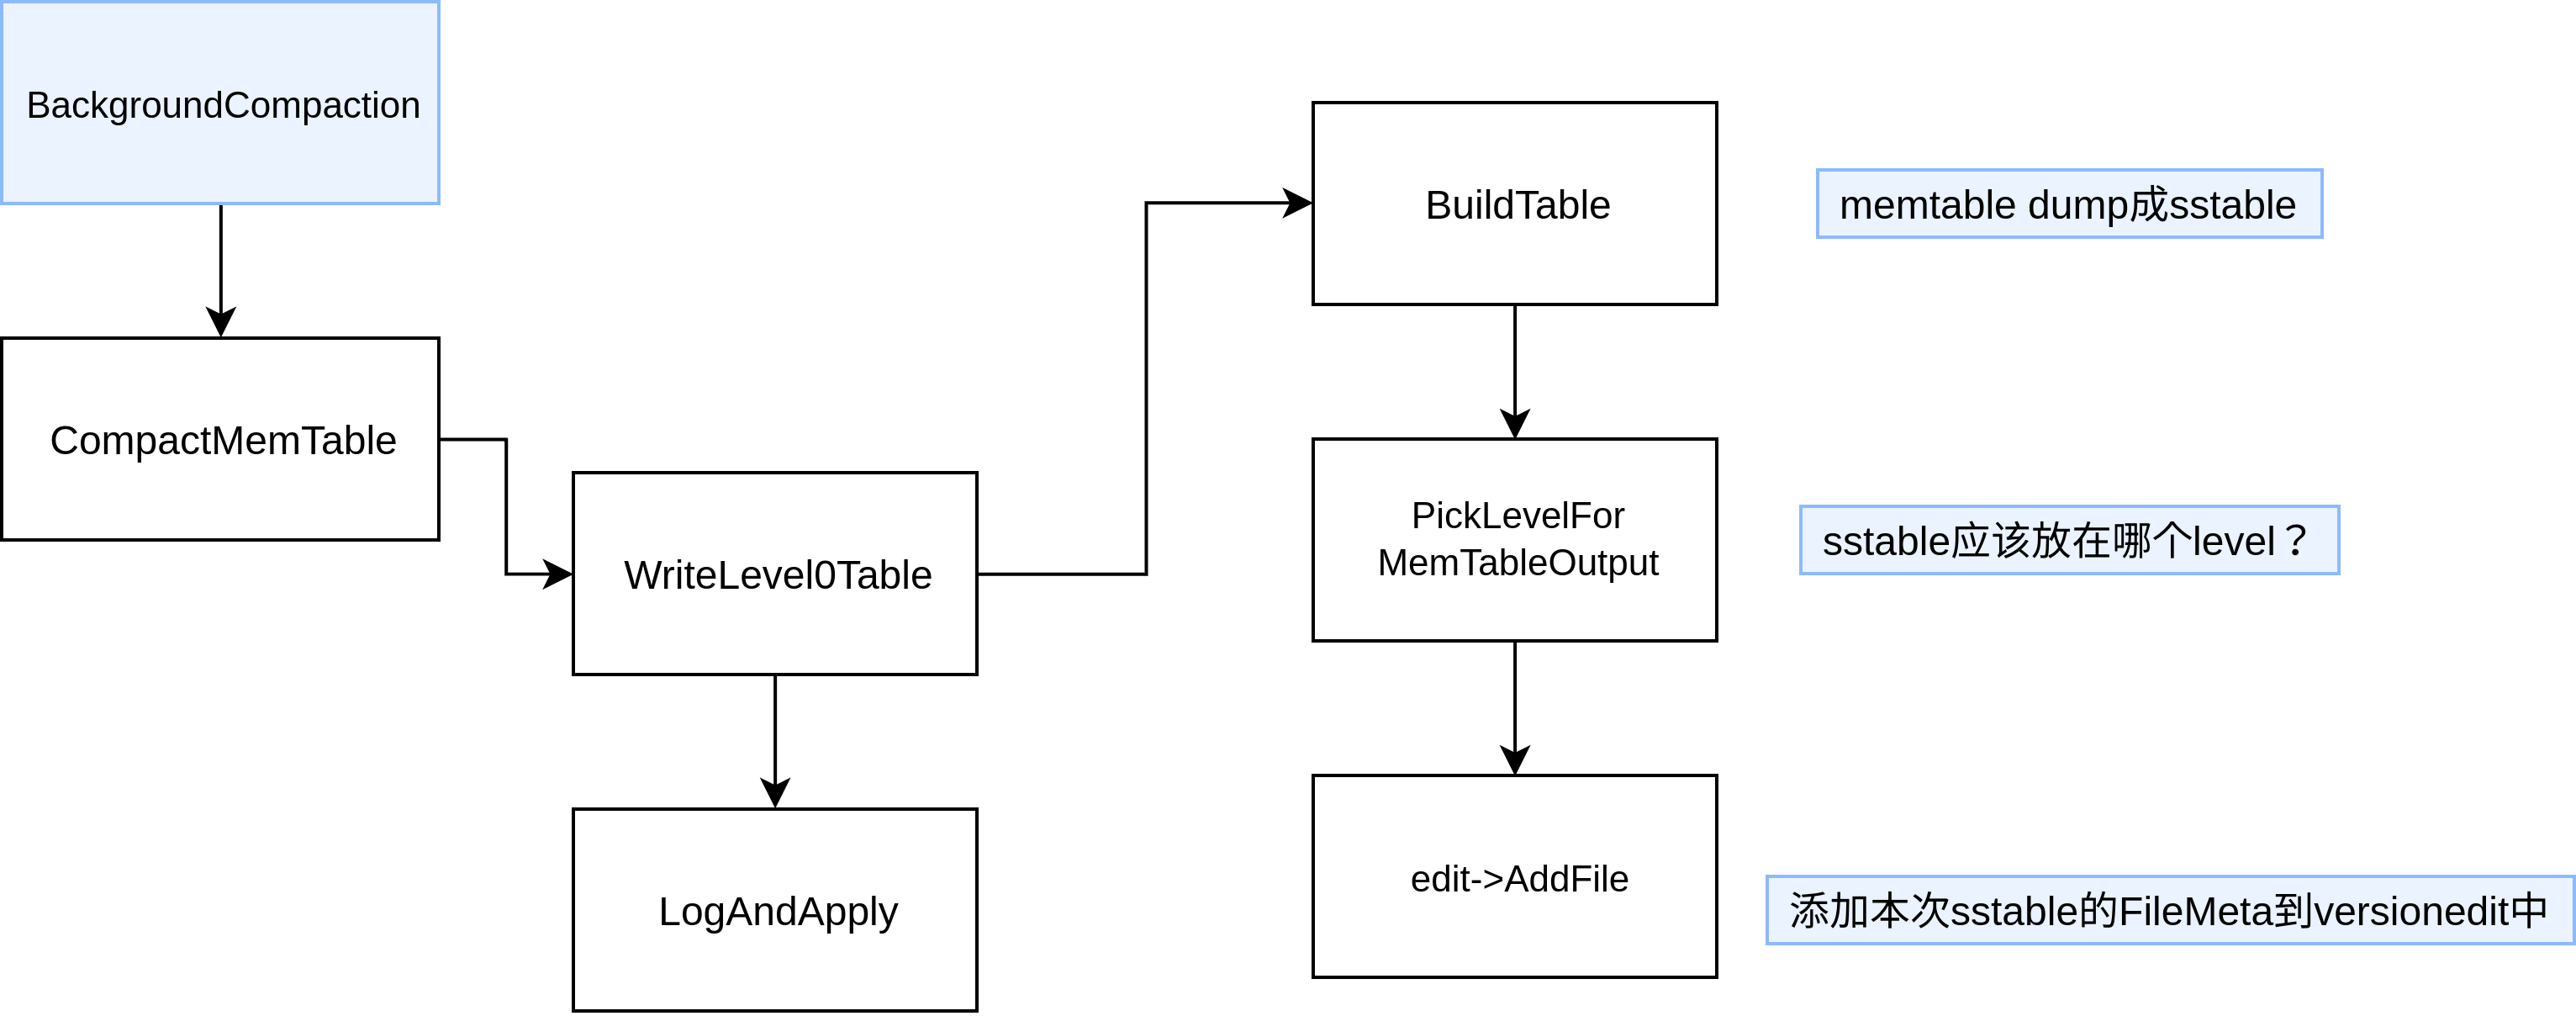 BackgroundCompaction
CompactMemTable
WriteLevel0Table
LogAndApply
BuildTable
memtable dump成sstable
PickLevelFor
MemTableOutput
sstable应该放在哪个level？
edit->AddFile
添加本次sstable的FileMeta到versionedit中